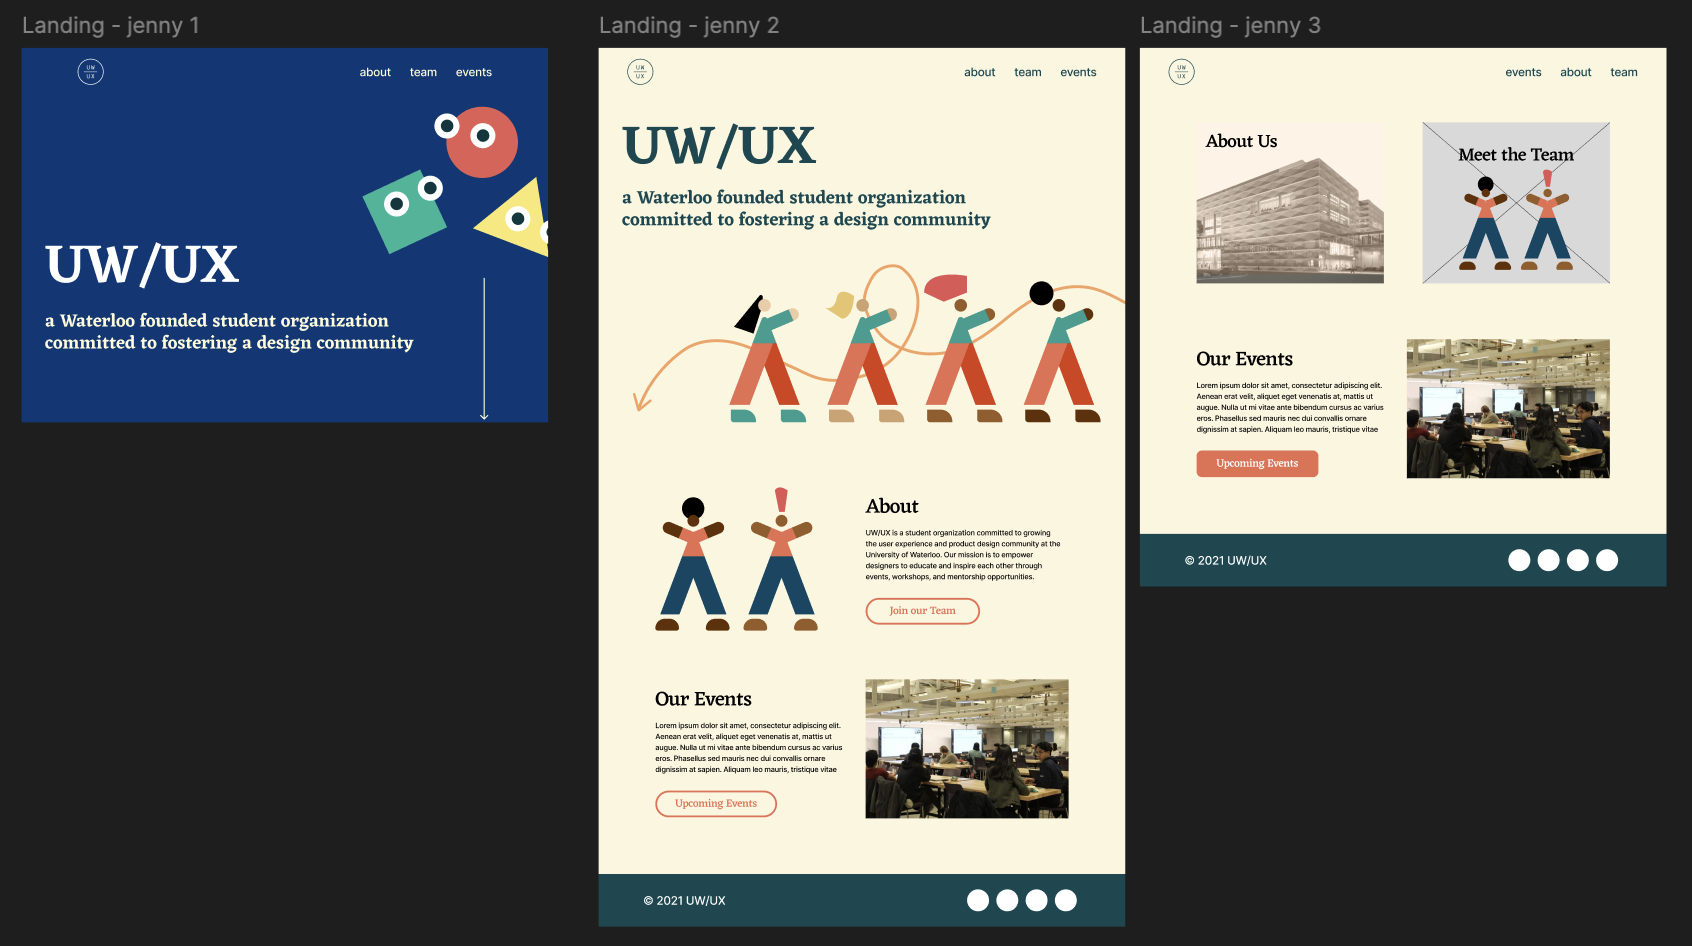 Landing - jenny 1
UW
UX
about team events
UW/UX
a Waterloo founded student organization
committed to fostering a design community
Landing - jenny 2
UW
UX
about team events
UW/UX
a Waterloo founded student organization
committed to fostering a design community
About
UW/UX is a student organization committed to growing
the user experience and product design community at the
University of Waterloo. Our mission is to empower
designers to educate and inspire each other through
events, workshops, and mentorship opportunities.
Join our Team
Our Events
Lorem ipsum dolor sit amet, consectetur adipiscing elit.
Aenean erat velit, aliquet eget venenatis at, mattis ut
augue. Nulla ut mi vitae ante bibendum cursus ac varius
eros. Phasellus sed mauris nec dui convallis ornare
dignissim at sapien. Aliquam leo mauris, tristique vitae
Upcoming Events
© 2021 UW/UX
Landing - jenny 3
UW
UX
events about team
About Us
Meet the Team
Our Events
Lorem ipsum dolor sit amet, consectetur adipiscing elit.
Aenean erat velit, aliquet eget venenatis at, mattis ut
augue. Nulla ut mi vitae ante bibendum cursus ac varius
eros. Phasellus sed mauris nec dui convallis ornare
dignissim at sapien. Aliquam leo mauris, tristique vitae
Upcoming Events
© 2021 UW/UX